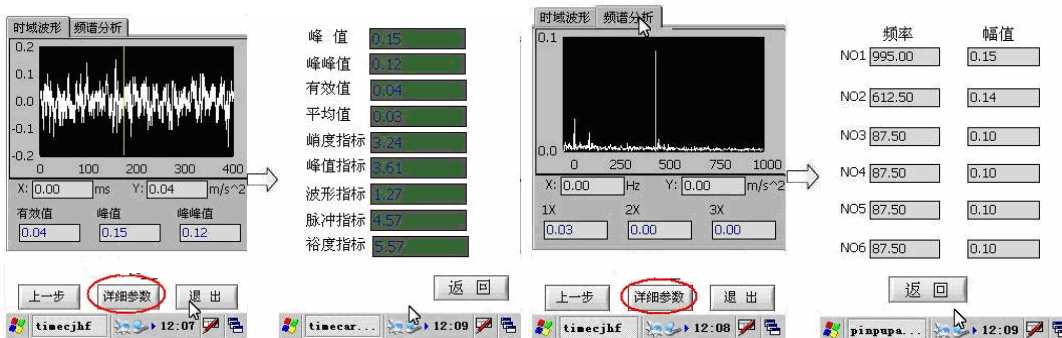 时域波形 频谱分析
0.2
0.1
0.0
-0.1
-0.2
0 100 200 300 400
X: 0.00 ms Y: 0.04 m/s^2
有效值 峰值 峰峰值
0.04 0.15 0.12
上一步 详细参数 退 出
timecjhf 12:07
峰 值 0.15
峰峰值 0.12
有效值 0.04
平均值 0.03
峭度指标 3.24
峰值指标 3.61
波形指标 1.27
脉冲指标 4.57
裕度指标 5.57
返 回
timecar... 12:09
时域波形 频谱分析
0.1
0.0
0 250 500 750 1000
X: 0.00 Hz Y: 0.00 m/s^2
1X 2X 3X
0.03 0.00 0.00
上一步 详细参数 退 出
timecjhf 12:08
频率 幅值
NO1 995.00 0.15
NO2 612.50 0.14
NO3 87.50 0.10
NO4 87.50 0.10
NO5 87.50 0.10
NO6 87.50 0.10
返 回
pinpupa... 12:09